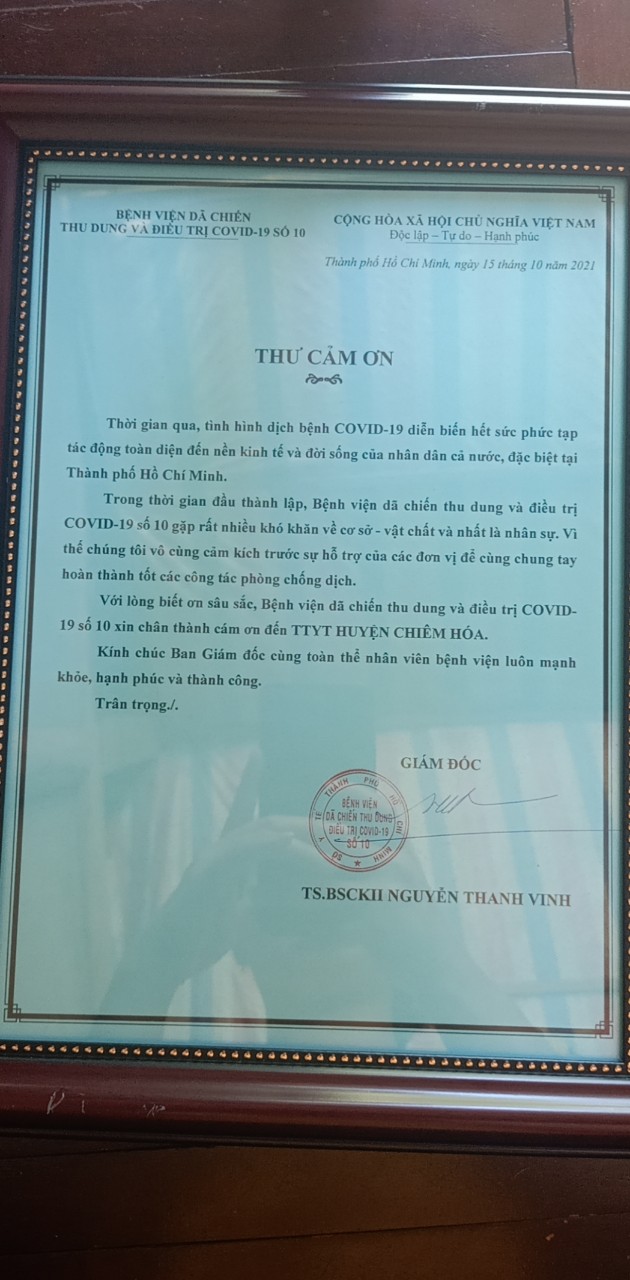 BỆNH VIỆN DÃ CHIẾN
THU DUNG VÀ ĐIỀU TRỊ COVID-19 SỐ 10
CỘNG HÒA XÃ HỘI CHỦ NGHĨA VIỆT NAM
Độc lập – Tự do – Hạnh phúc
Thành phố Hồ Chí Minh, ngày 15 tháng 10 năm 2021
THƯ CẢM ƠN
Thời gian qua, tình hình dịch bệnh COVID-19 diễn biến hết sức phức tạp
tác động toàn diện đến nền kinh tế và đời sống của nhân dân cả nước, đặc biệt tại
Thành phố Hồ Chí Minh.
Trong thời gian đầu thành lập, Bệnh viện dã chiến thu dung và điều trị
COVID-19 số 10 gặp rất nhiều khó khăn về cơ sở - vật chất và nhất là nhân sự. Vì
thế chúng tôi vô cùng cảm kích trước sự hỗ trợ của các đơn vị để cùng chung tay
hoàn thành tốt các công tác phòng chống dịch.
Với lòng biết ơn sâu sắc, Bệnh viện dã chiến thu dung và điều trị COVID-
19 số 10 xin chân thành cám ơn đến TTYT HUYỆN CHIÊM HÓA.
Kính chúc Ban Giám đốc cùng toàn thể nhân viên bệnh viện luôn mạnh
khỏe, hạnh phúc và thành công.
Trân trọng./.
GIÁM ĐỐC
SỞ Y TẾ THÀNH PHỐ HỒ CHÍ MINH
BỆNH VIỆN
DÃ CHIẾN THU DUNG
ĐIỀU TRỊ COVID-19
SỐ 10
TS.BSCKII NGUYỄN THANH VINH